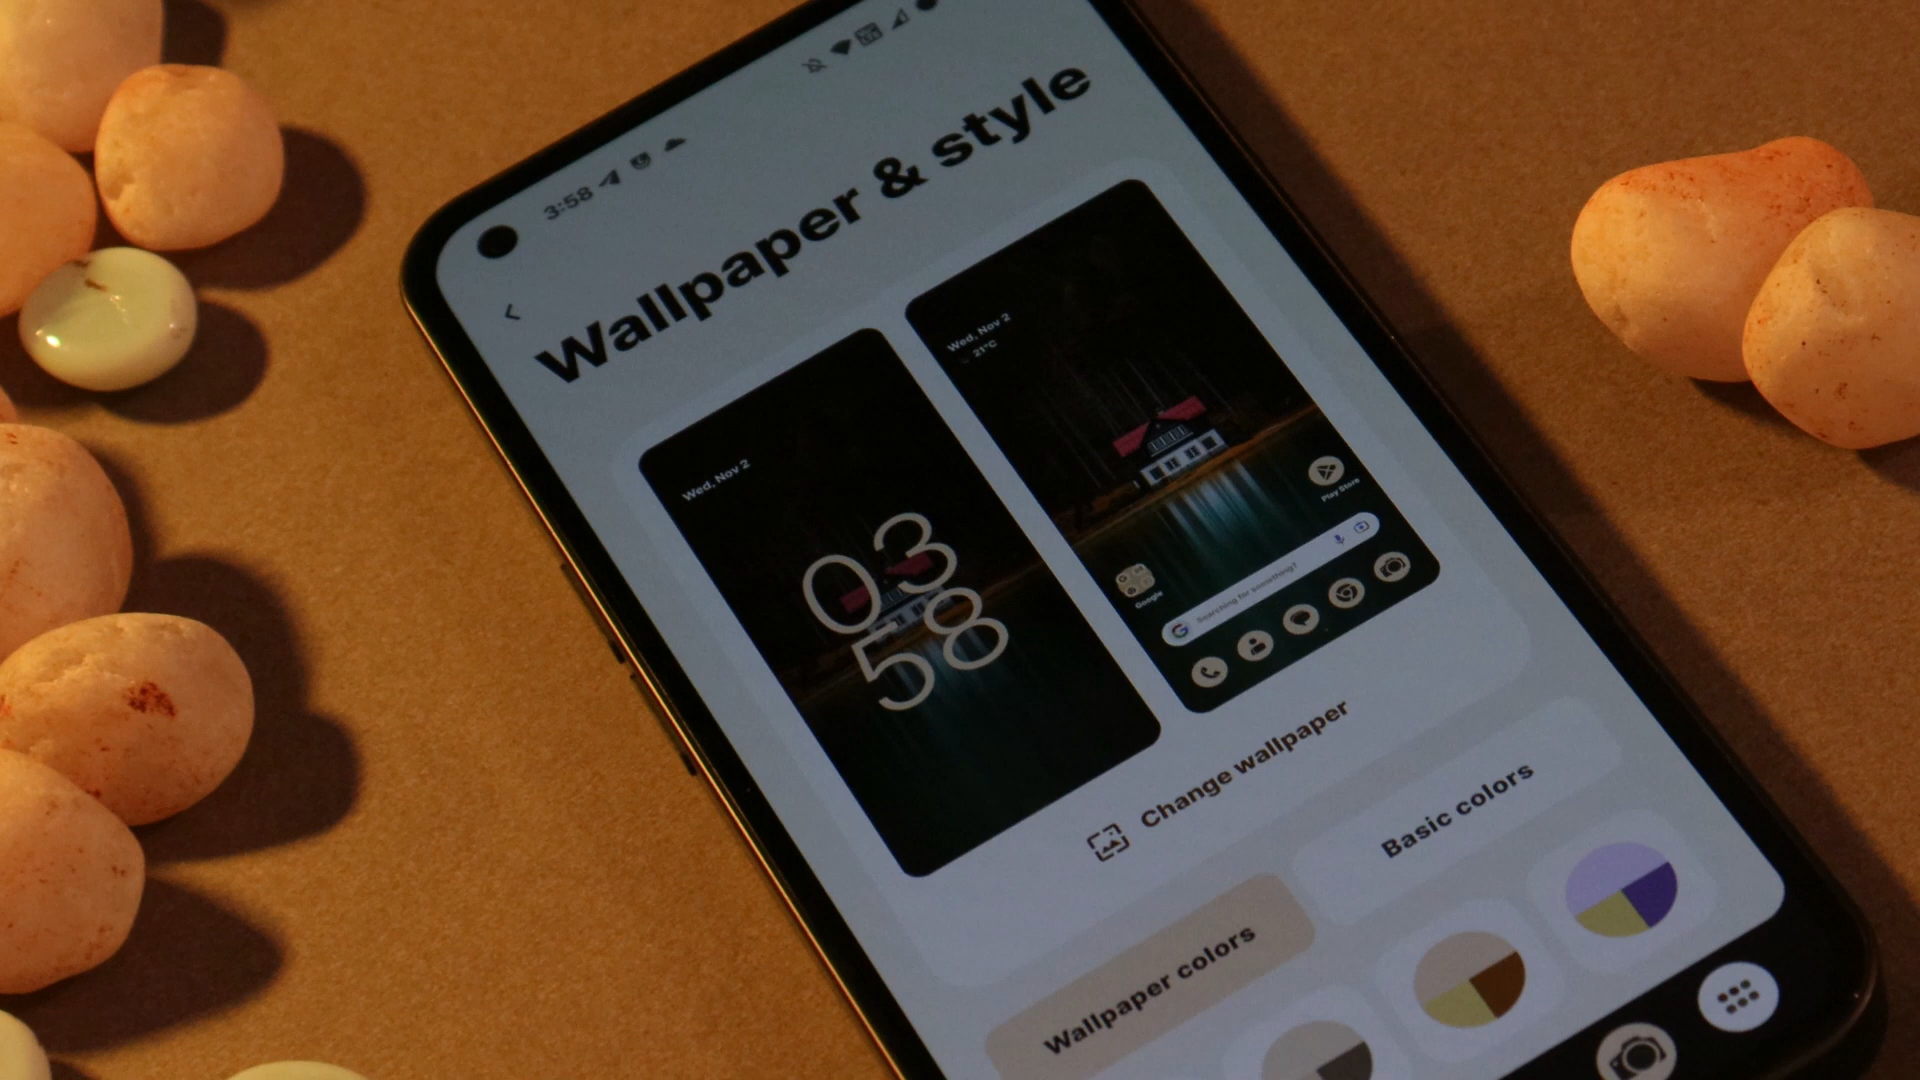 3:58
Wallpaper & style
Wed, Nov 2
03
58
Wed, Nov 2
21°C
Play Store
Google
Searching for something?
Change wallpaper
Wallpaper colors
Basic colors